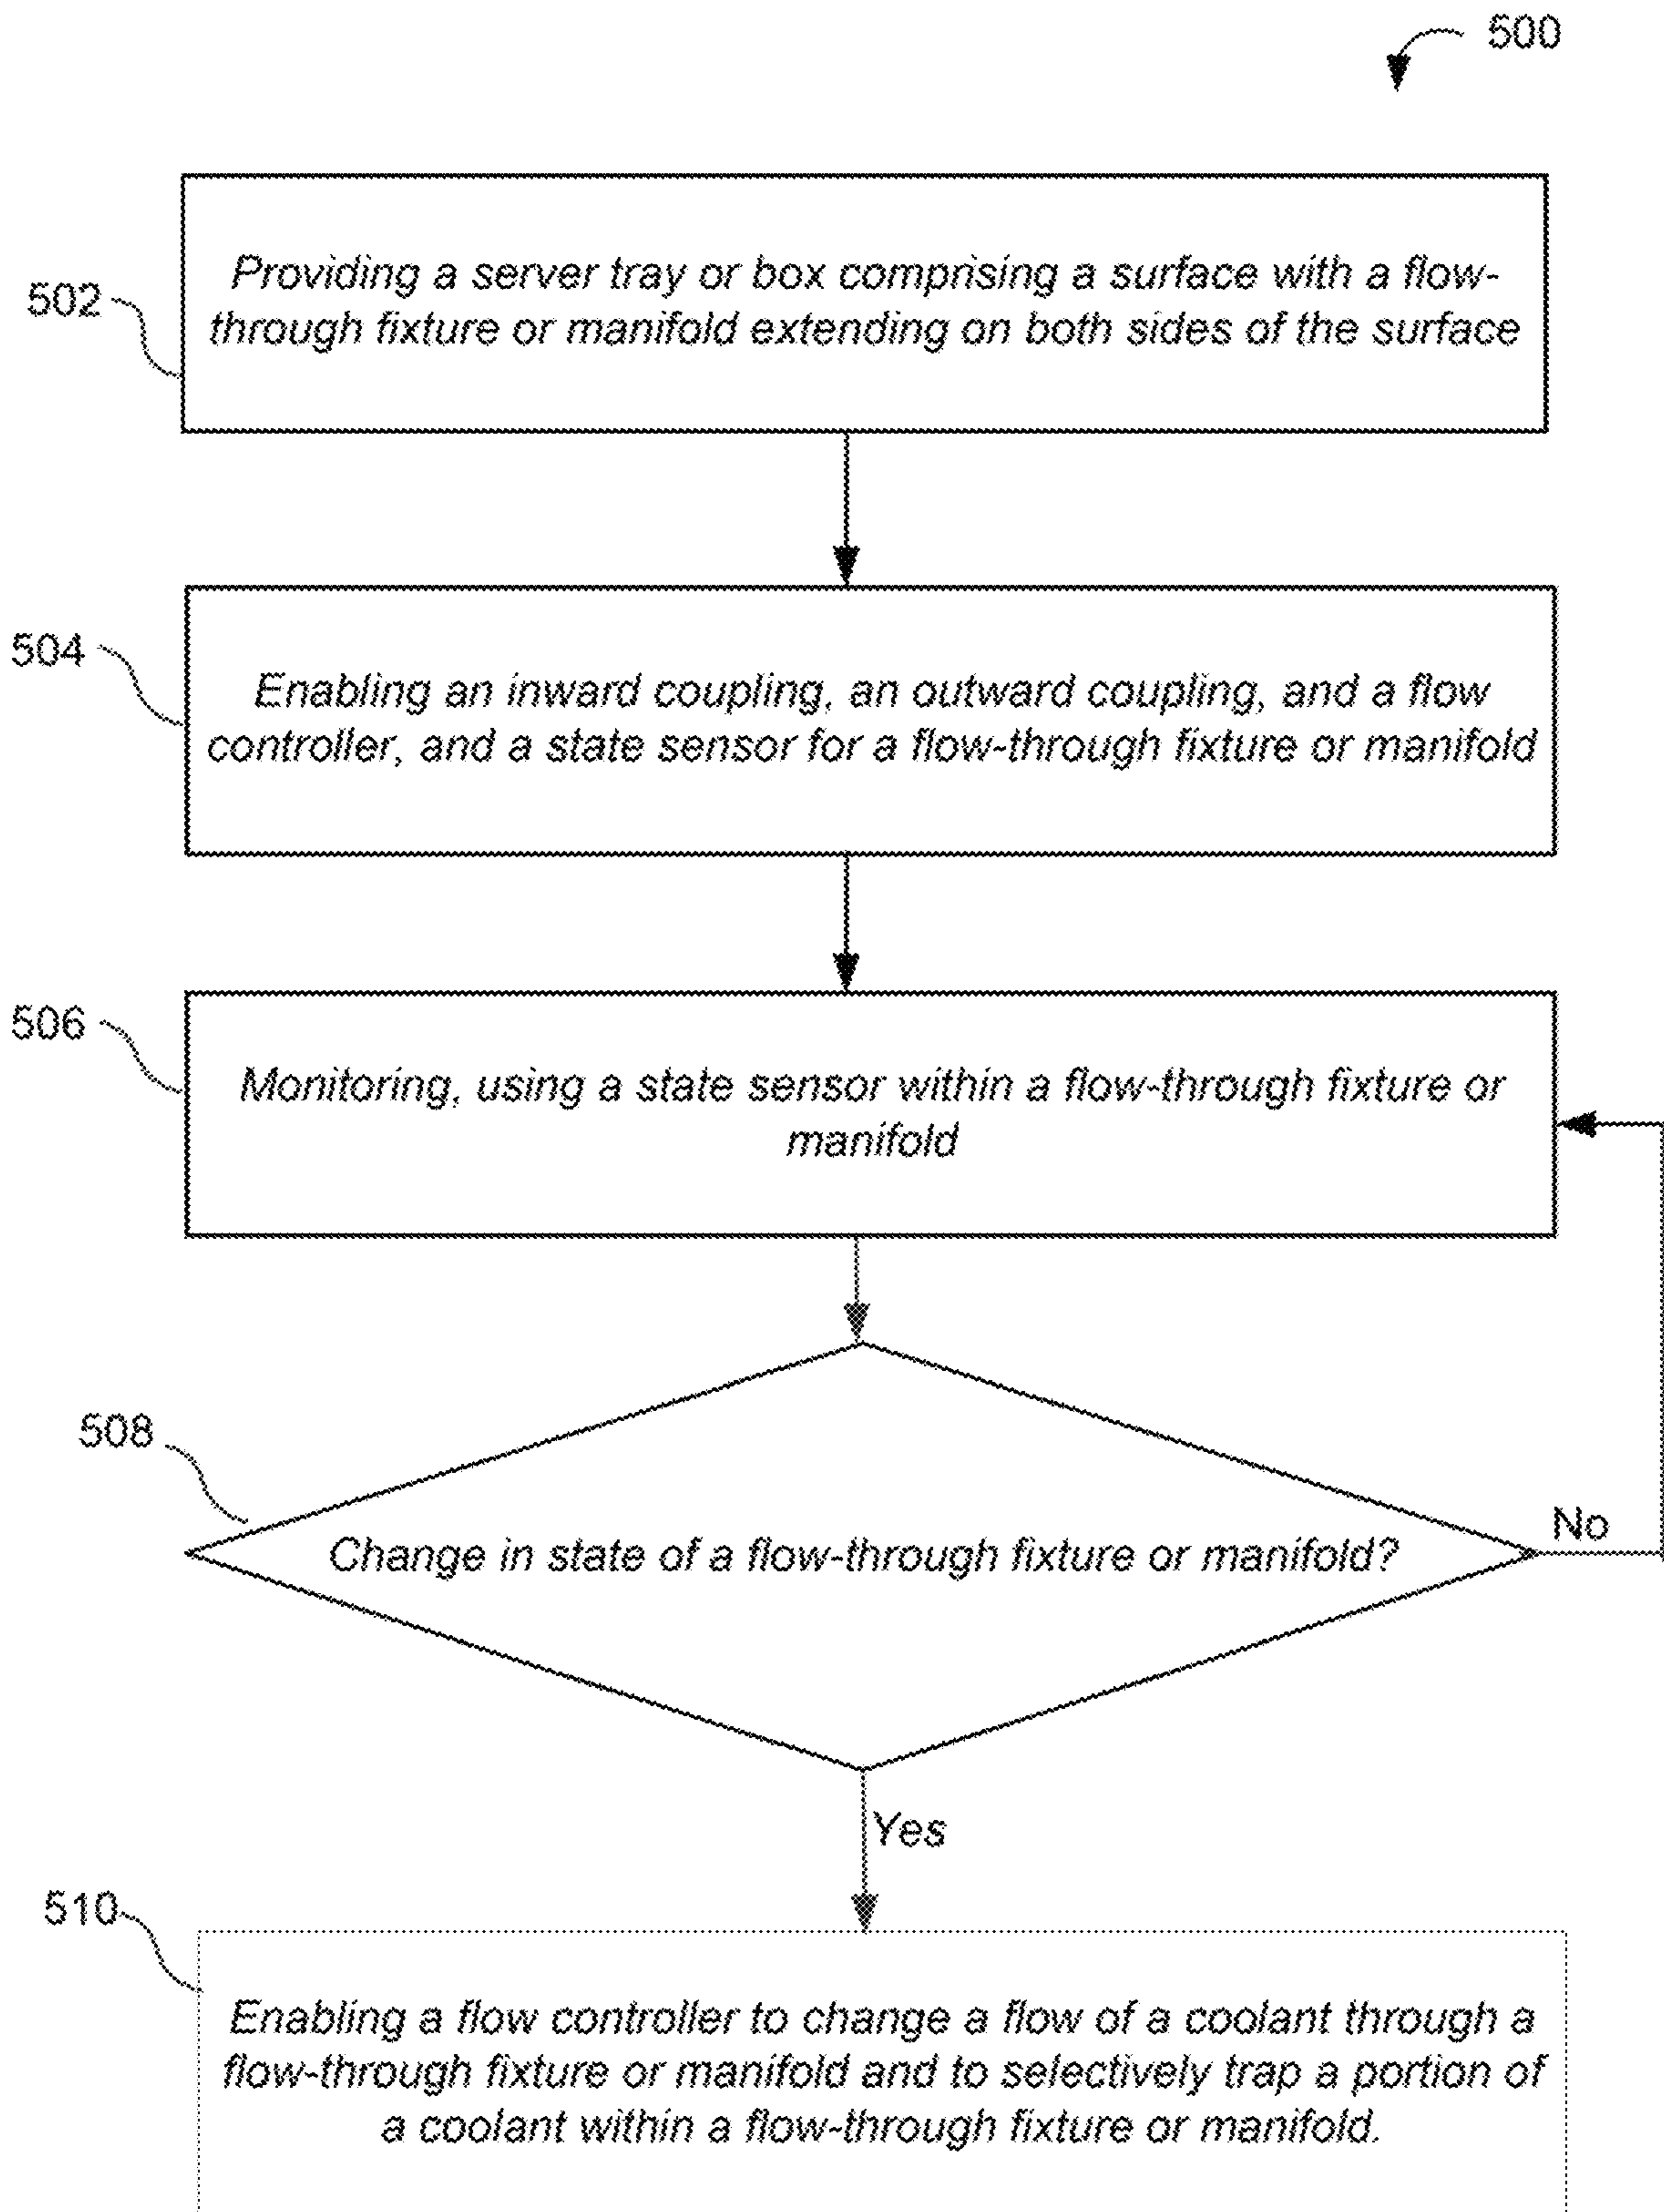 500
502
Providing a server tray or box comprising a surface with a flow-
through fixture or manifold extending on both sides of the surface
504
Enabling an inward coupling, an outward coupling, and a flow
controller, and a state sensor for a flow-through fixture or manifold
506
Monitoring, using a state sensor within a flow-through fixture or
manifold
508
Change in state of a flow-through fixture or manifold?
No
Yes
510
Enabling a flow controller to change a flow of a coolant through a
flow-through fixture or manifold and to selectively trap a portion of
a coolant within a flow-through fixture or manifold.